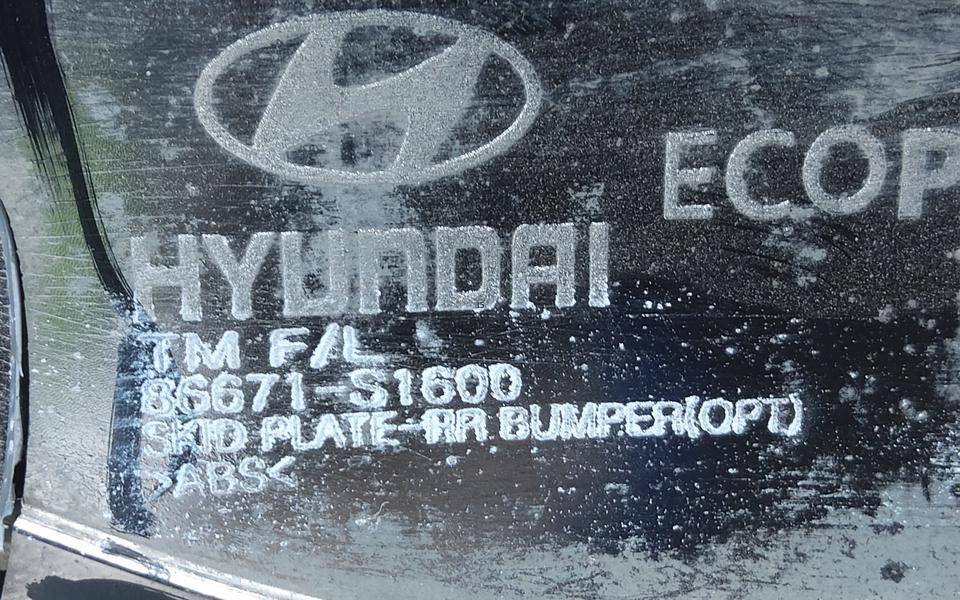 ECOP
HYUNDAI
TM F/L
86671-S1600
SKID PLATE-RR BUMPER(OPT)
>ABS<